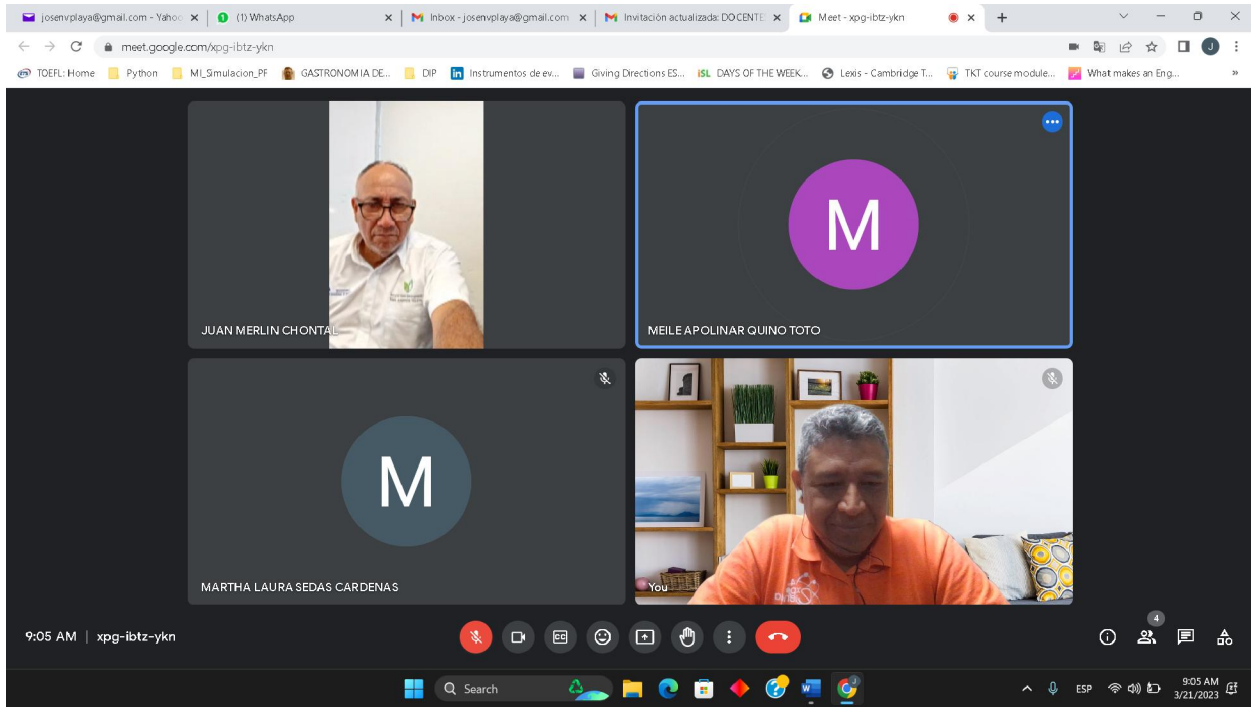 josenvplaya@gmail.com - Yahoo
(1) WhatsApp
Inbox - josenvplaya@gmail.com
Invitación actualizada: DOCENTE
Meet - xpg-ibtz-ykn
meet.google.com/xpg-ibtz-ykn
J
TOEFL: Home
Python
MI_Simulacion_PF
GASTRONOMIA DE...
DIP
Instrumentos de ev...
Giving Directions ES...
iSL DAYS OF THE WEEK...
Lexis - Cambridge T...
TKT course module...
What makes an Eng...
JUAN MERLIN CHONTAL
M
MEILE APOLINAR QUINO TOTO
M
MARTHA LAURA SEDAS CARDENAS
You
9:05 AM | xpg-ibtz-ykn
4
Search
ESP
9:05 AM
3/21/2023